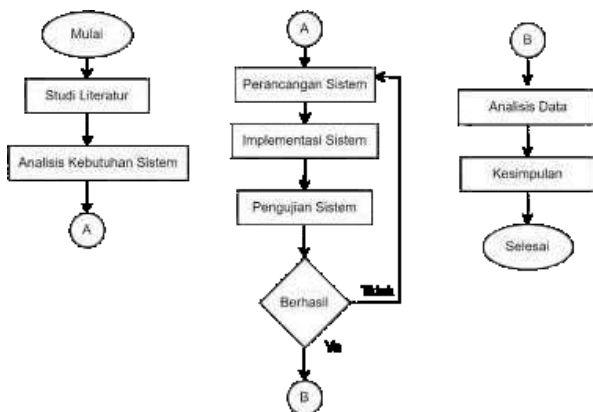 Mulai
Studi Literatur
Analisis Kebutuhan Sistem
A
A
Perancangan Sistem
Implementasi Sistem
Pengujian Sistem
Berhasil
Tidak
Ya
B
B
Analisis Data
Kesimpulan
Selesai